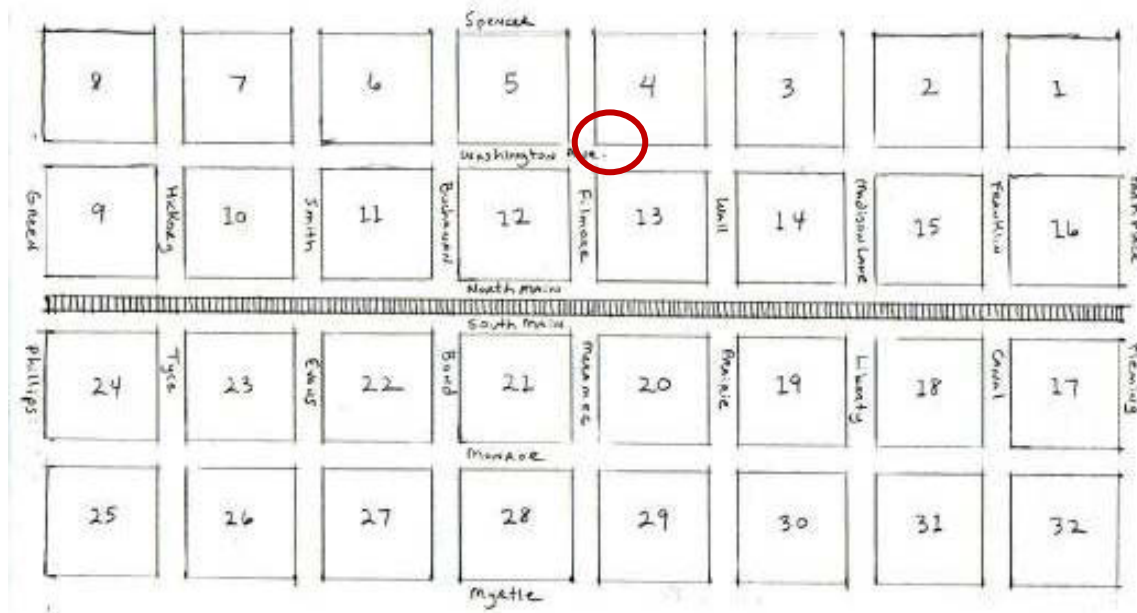 Spencer
8 7 6 5 4 3 2 1
Washington Ave.
Green
Hickory
Smith
Buchanan
Filmore
Wall
Madison Lane
Franklin
9 10 11 12 13 14 15 16
North Main
South Main
Phillips
Tyce
Evans
Bond
Meramec
Prairie
Liberty
Canal
Fleming
24 23 22 21 20 19 18 17
Monroe
25 26 27 28 29 30 31 32
Myrtle